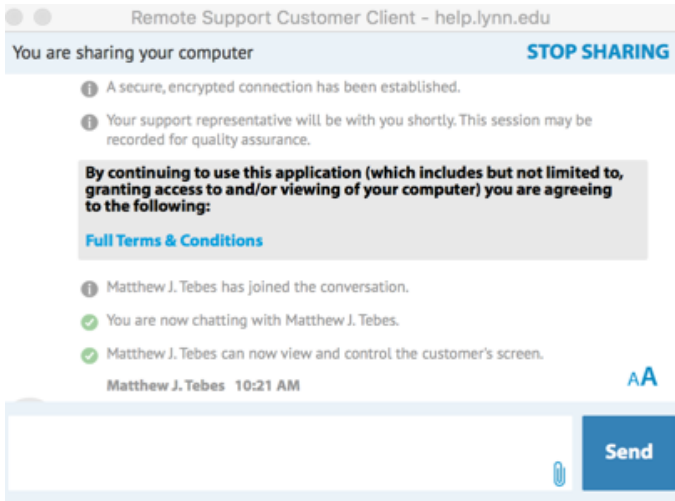 Remote Support Customer Client - help.lynn.edu
You are sharing your computer STOP SHARING
A secure, encrypted connection has been established.
Your support representative will be with you shortly. This session may be
recorded for quality assurance.
By continuing to use this application (which includes but not limited to,
granting access to and/or viewing of your computer) you are agreeing
to the following:
Full Terms & Conditions
Matthew J. Tebes has joined the conversation.
You are now chatting with Matthew J. Tebes.
Matthew J. Tebes can now view and control the customer's screen.
Matthew J. Tebes 10:21 AM
AA
Send